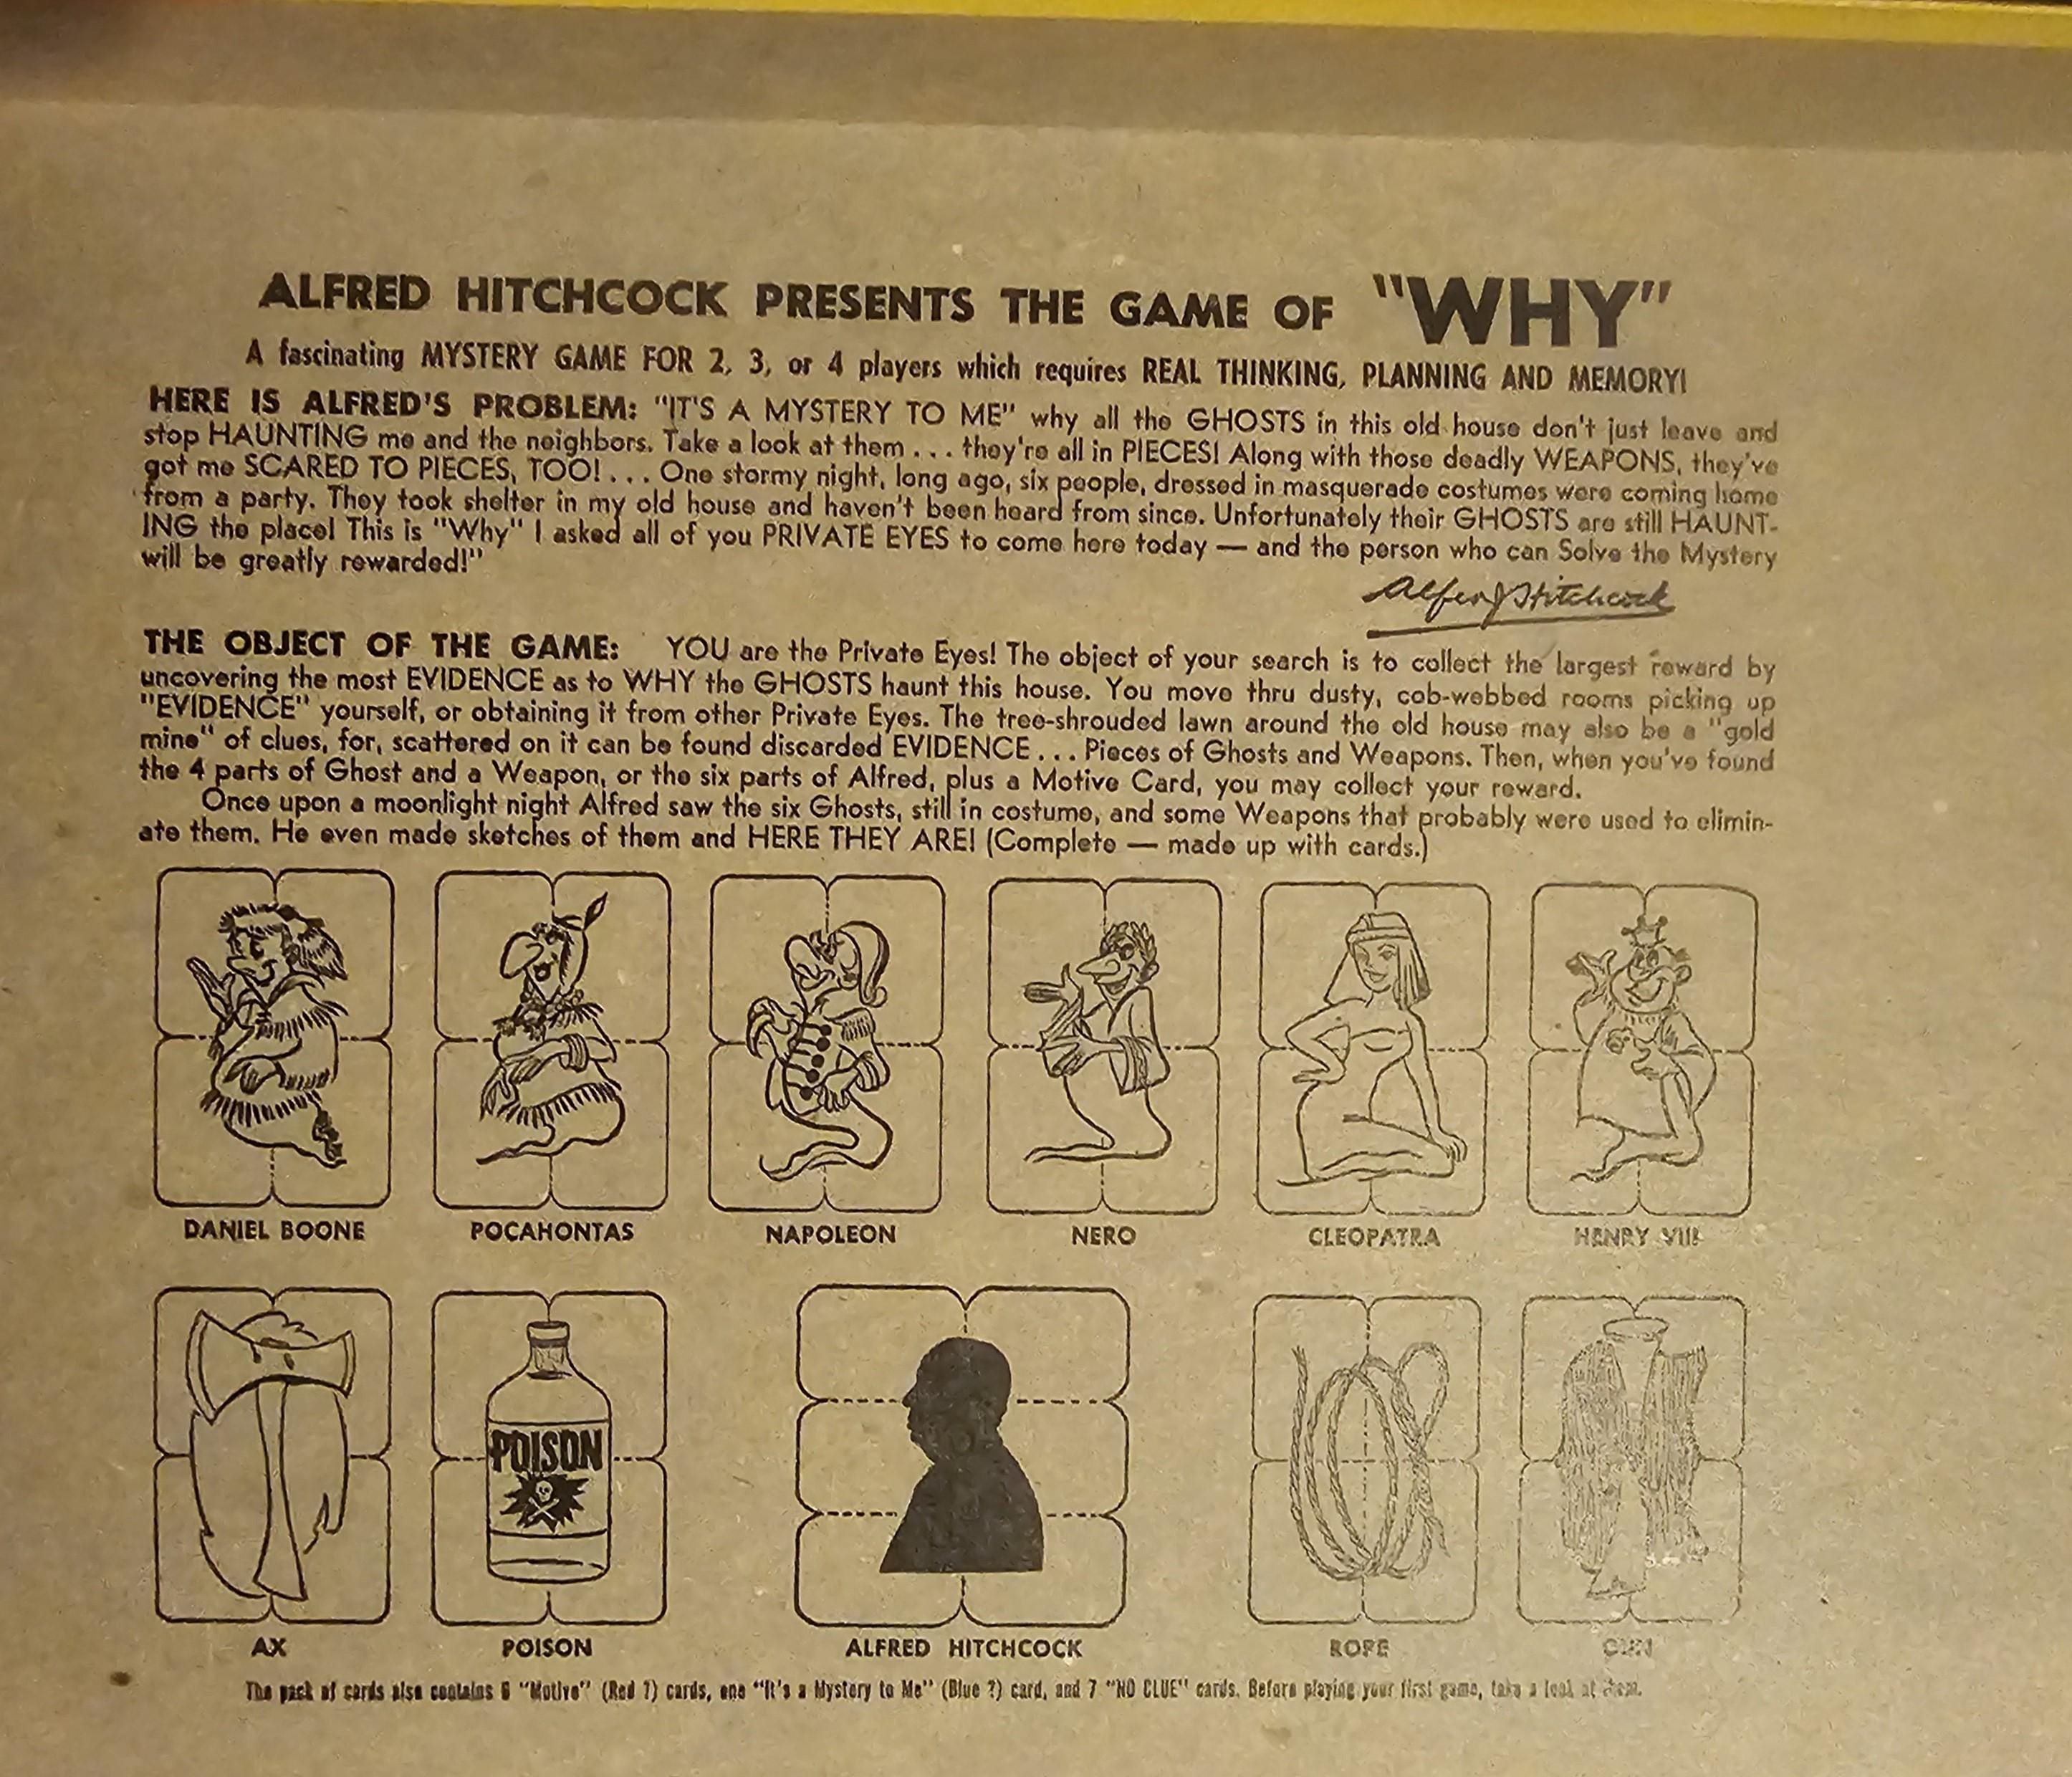 ALFRED HITCHCOCK PRESENTS THE GAME OF "WHY"
A fascinating MYSTERY GAME FOR 2, 3, or 4 players which requires REAL THINKING, PLANNING AND MEMORY!
HERE IS ALFRED'S PROBLEM: "IT'S A MYSTERY TO ME" why all the GHOSTS in this old house don't just leave and
stop HAUNTING me and the neighbors. Take a look at them . . . they're all in PIECES! Along with those deadly WEAPONS, they've
got me SCARED TO PIECES, TOO! . . . One stormy night, long ago, six people, dressed in masquerade costumes were coming home
from a party. They took shelter in my old house and haven't been heard from since. Unfortunately their GHOSTS are still HAUNT-
ING the place! This is "Why" I asked all of you PRIVATE EYES to come here today — and the person who can Solve the Mystery
will be greatly rewarded!"
Alfred Hitchcock
THE OBJECT OF THE GAME: YOU are the Private Eyes! The object of your search is to collect the largest reward by
uncovering the most EVIDENCE as to WHY the GHOSTS haunt this house. You move thru dusty, cob-webbed rooms picking up
"EVIDENCE" yourself, or obtaining it from other Private Eyes. The tree-shrouded lawn around the old house may also be a "gold
mine" of clues, for, scattered on it can be found discarded EVIDENCE . . . Pieces of Ghosts and Weapons. Then, when you've found
the 4 parts of Ghost and a Weapon, or the six parts of Alfred, plus a Motive Card, you may collect your reward.
Once upon a moonlight night Alfred saw the six Ghosts, still in costume, and some Weapons that probably were used to elimin-
ate them. He even made sketches of them and HERE THEY ARE! (Complete — made up with cards.)
DANIEL BOONE POCAHONTAS NAPOLEON NERO CLEOPATRA HENRY VIII
POISON
AX POISON ALFRED HITCHCOCK ROPE GUN
The pack of cards also contains 6 "Motive" (Red ?) cards, one "It's a Mystery to Me" (Blue ?) card, and 7 "NO CLUE" cards. Before playing your first game, take a look at them.